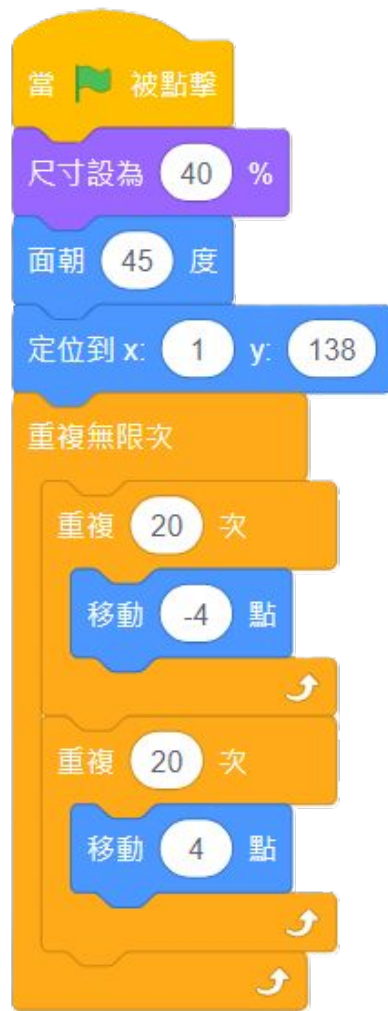 當 被點擊
尺寸設為 40 %
面朝 45 度
定位到 x: 1 y: 138
重複無限次
重複 20 次
移動 -4 點
重複 20 次
移動 4 點